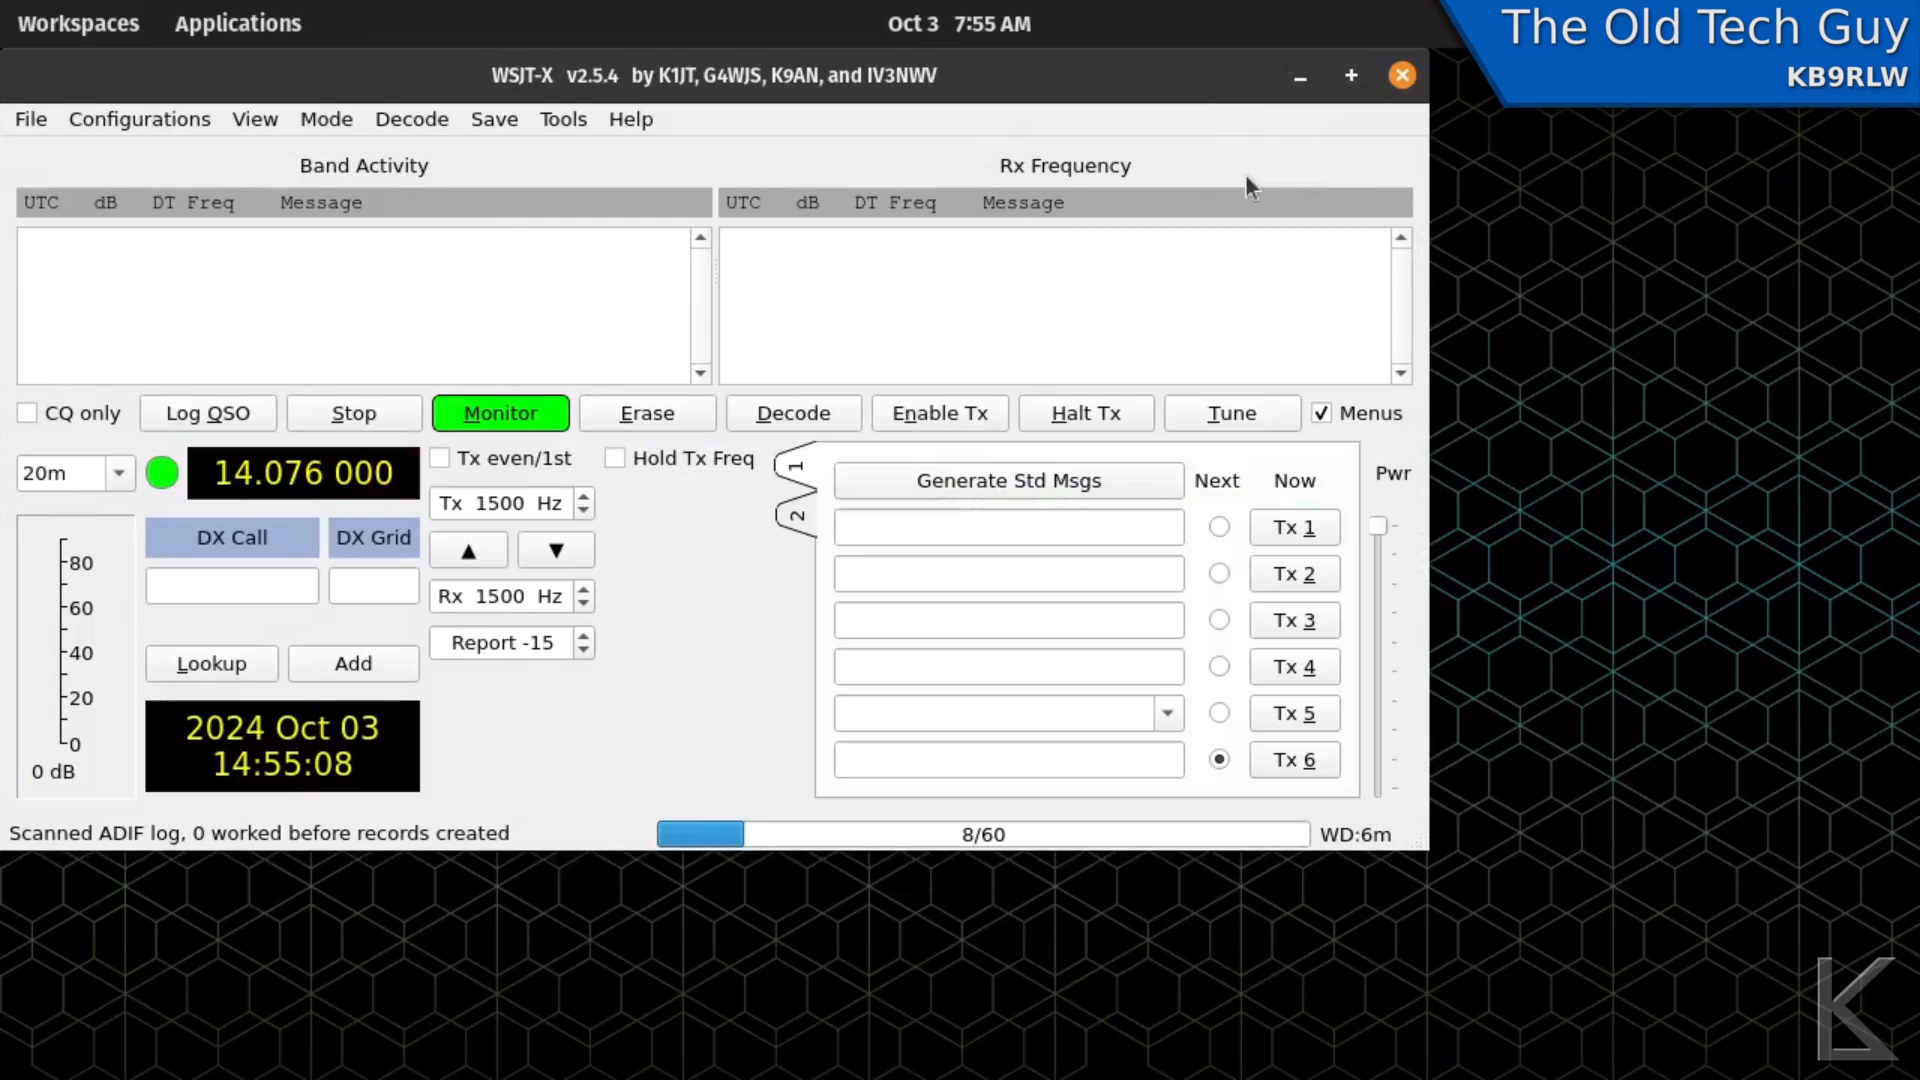 Workspaces Applications Oct 3 7:55 AM
The Old Tech Guy
KB9RLW
WSJT-X v2.5.4 by K1JT, G4WJS, K9AN, and IV3NWV
File Configurations View Mode Decode Save Tools Help
Band Activity Rx Frequency
UTC dB DT Freq Message UTC dB DT Freq Message
CQ only Log QSO Stop Monitor Erase Decode Enable Tx Halt Tx Tune Menus
20m 14.076 000 Tx even/1st Hold Tx Freq 1 Generate Std Msgs Next Now Pwr
Tx 1500 Hz 2 Tx 1
DX Call DX Grid
80 Tx 2
60 Rx 1500 Hz Tx 3
40 Lookup Add Report -15 Tx 4
20 2024 Oct 03 Tx 5
0 14:55:08 Tx 6
0 dB
Scanned ADIF log, 0 worked before records created 8/60 WD:6m
K